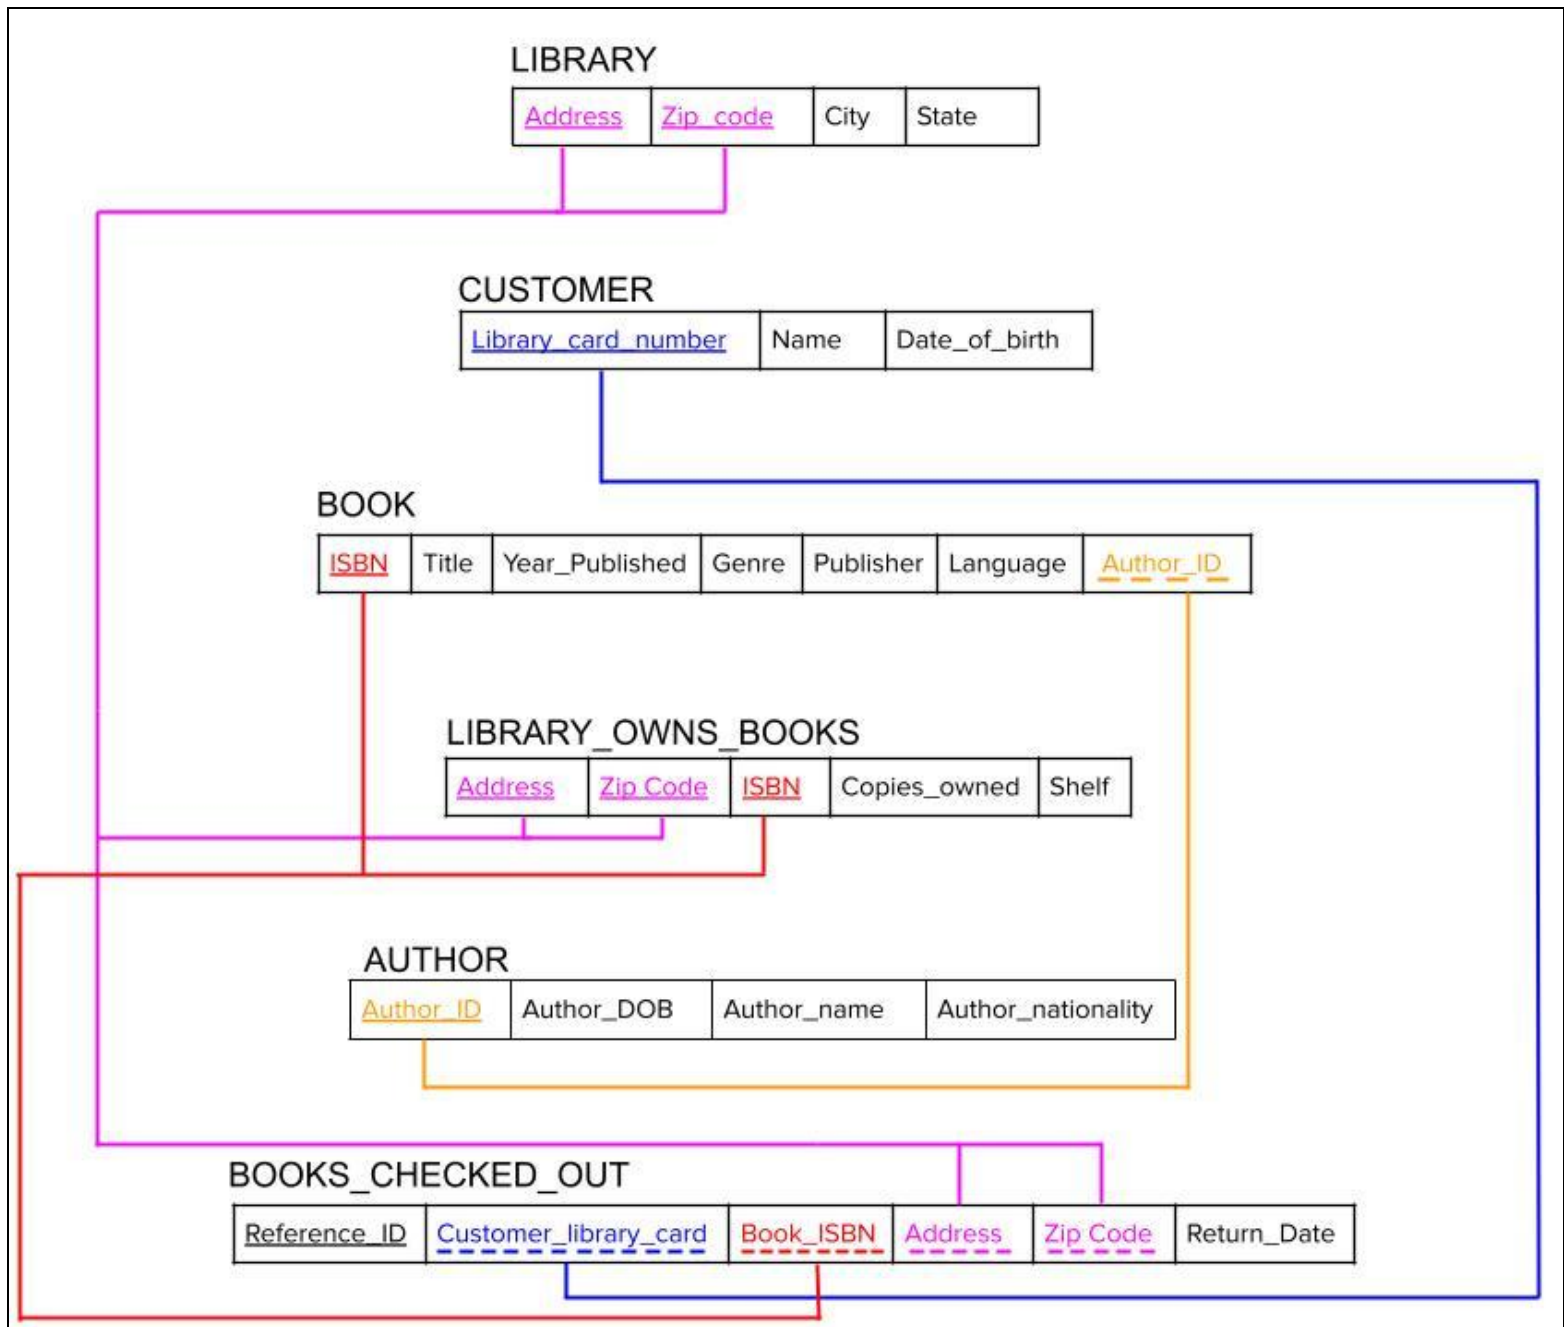 LIBRARY
Address Zip_code City State
CUSTOMER
Library_card_number Name Date_of_birth
BOOK
ISBN Title Year_Published Genre Publisher Language Author_ID
LIBRARY_OWNS_BOOKS
Address Zip Code ISBN Copies_owned Shelf
AUTHOR
Author_ID Author_DOB Author_name Author_nationality
BOOKS_CHECKED_OUT
Reference_ID Customer_library_card Book_ISBN Address Zip Code Return_Date